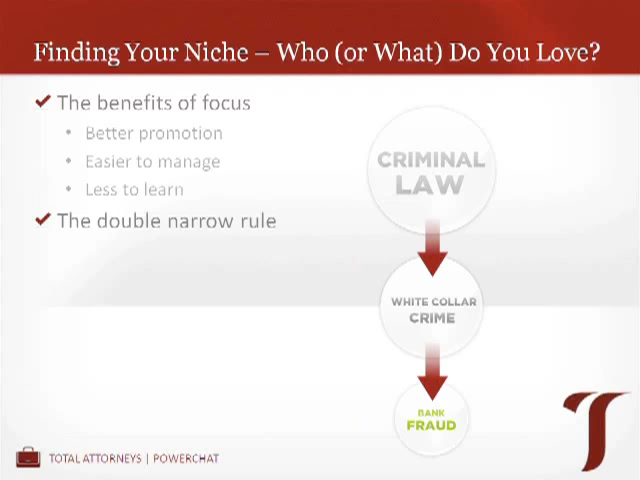 Finding Your Niche – Who (or What) Do You Love?
The benefits of focus
• Better promotion
• Easier to manage
• Less to learn
The double narrow rule
CRIMINAL
LAW
WHITE COLLAR
CRIME
BANK
FRAUD
TOTAL ATTORNEYS | POWERCHAT